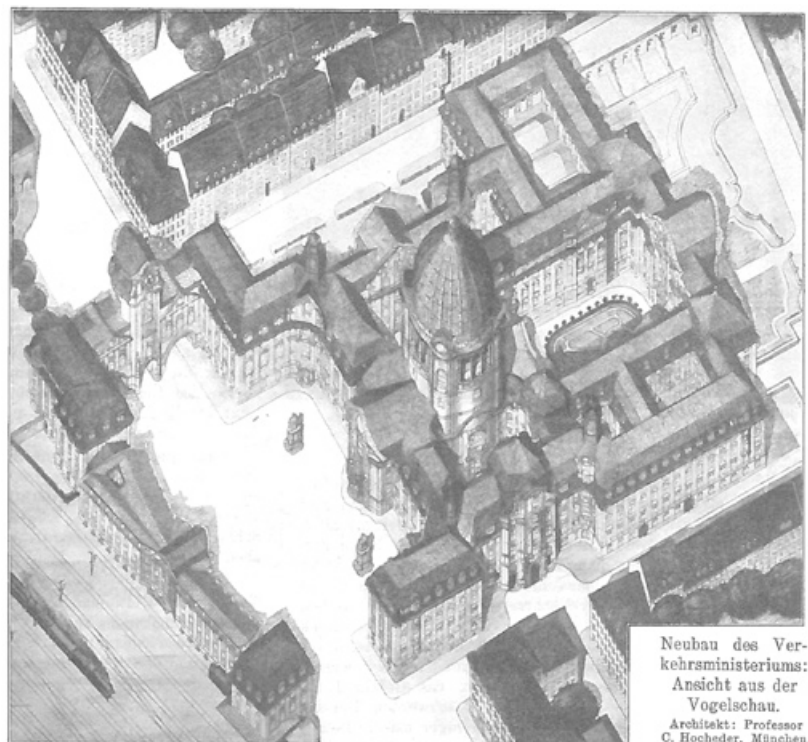 Neubau des Ver-
kehrsministeriums:
Ansicht aus der
Vogelschau.
Architekt: Professor
C. Hocheder, München